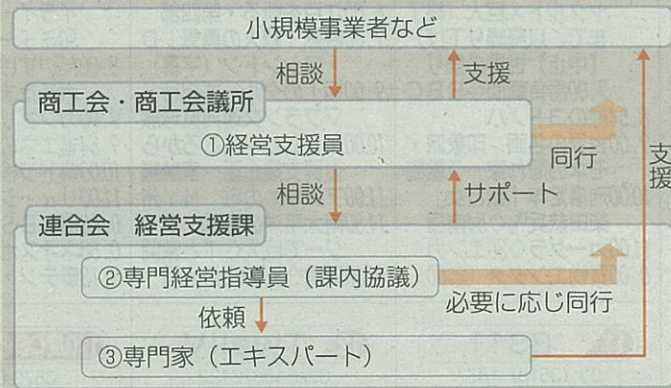 小規模事業者など
相談
支援
商工会・商工会議所
①経営支援員
同行
支援
相談
サポート
連合会　経営支援課
②専門経営指導員（課内協議）
必要に応じ同行
依頼
③専門家（エキスパート）